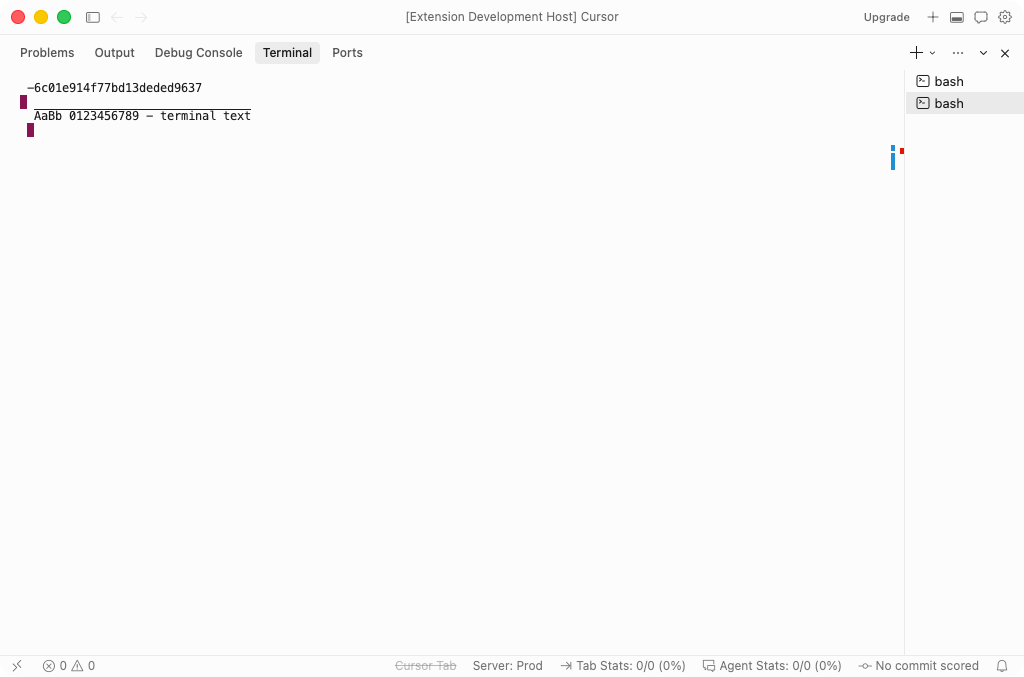 [Extension Development Host] Cursor
Upgrade
Problems Output Debug Console Terminal Ports
-6c01e914f77bd13deded9637
AaBb 0123456789 - terminal text
bash
bash
0 0 Cursor Tab Server: Prod Tab Stats: 0/0 (0%) Agent Stats: 0/0 (0%) No commit scored